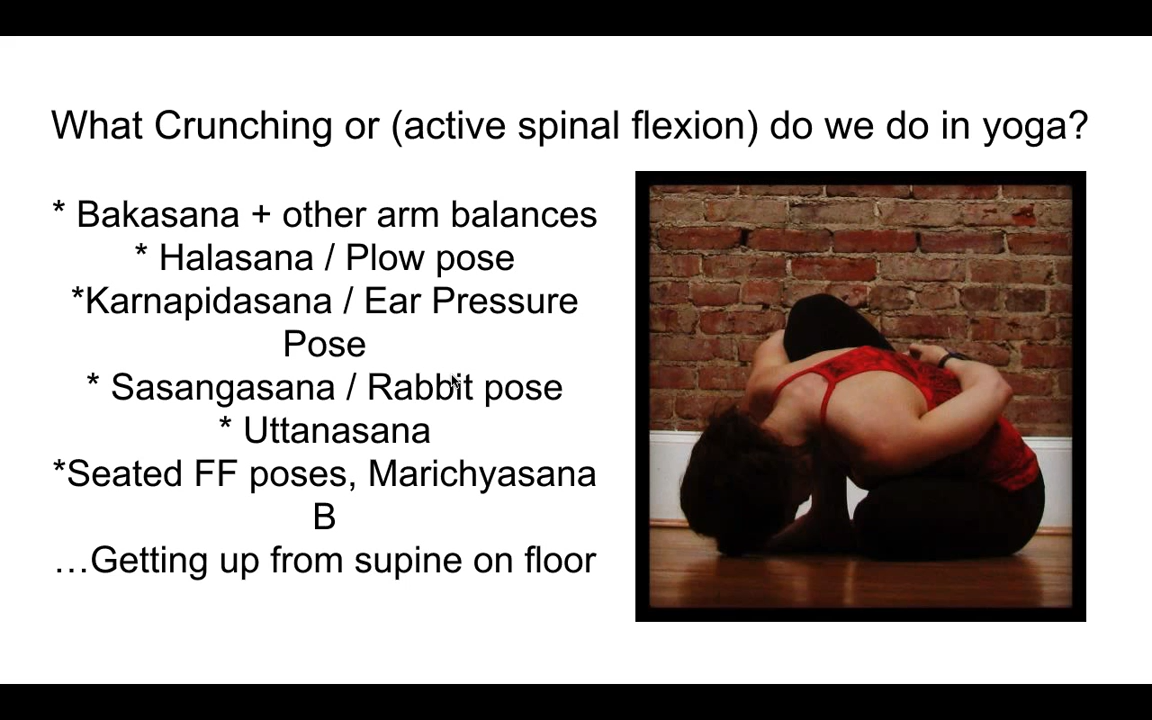 What Crunching or (active spinal flexion) do we do in yoga?
* Bakasana + other arm balances
* Halasana / Plow pose
*Karnapidasana / Ear Pressure
Pose
* Sasangasana / Rabbit pose
* Uttanasana
*Seated FF poses, Marichyasana
B
…Getting up from supine on floor